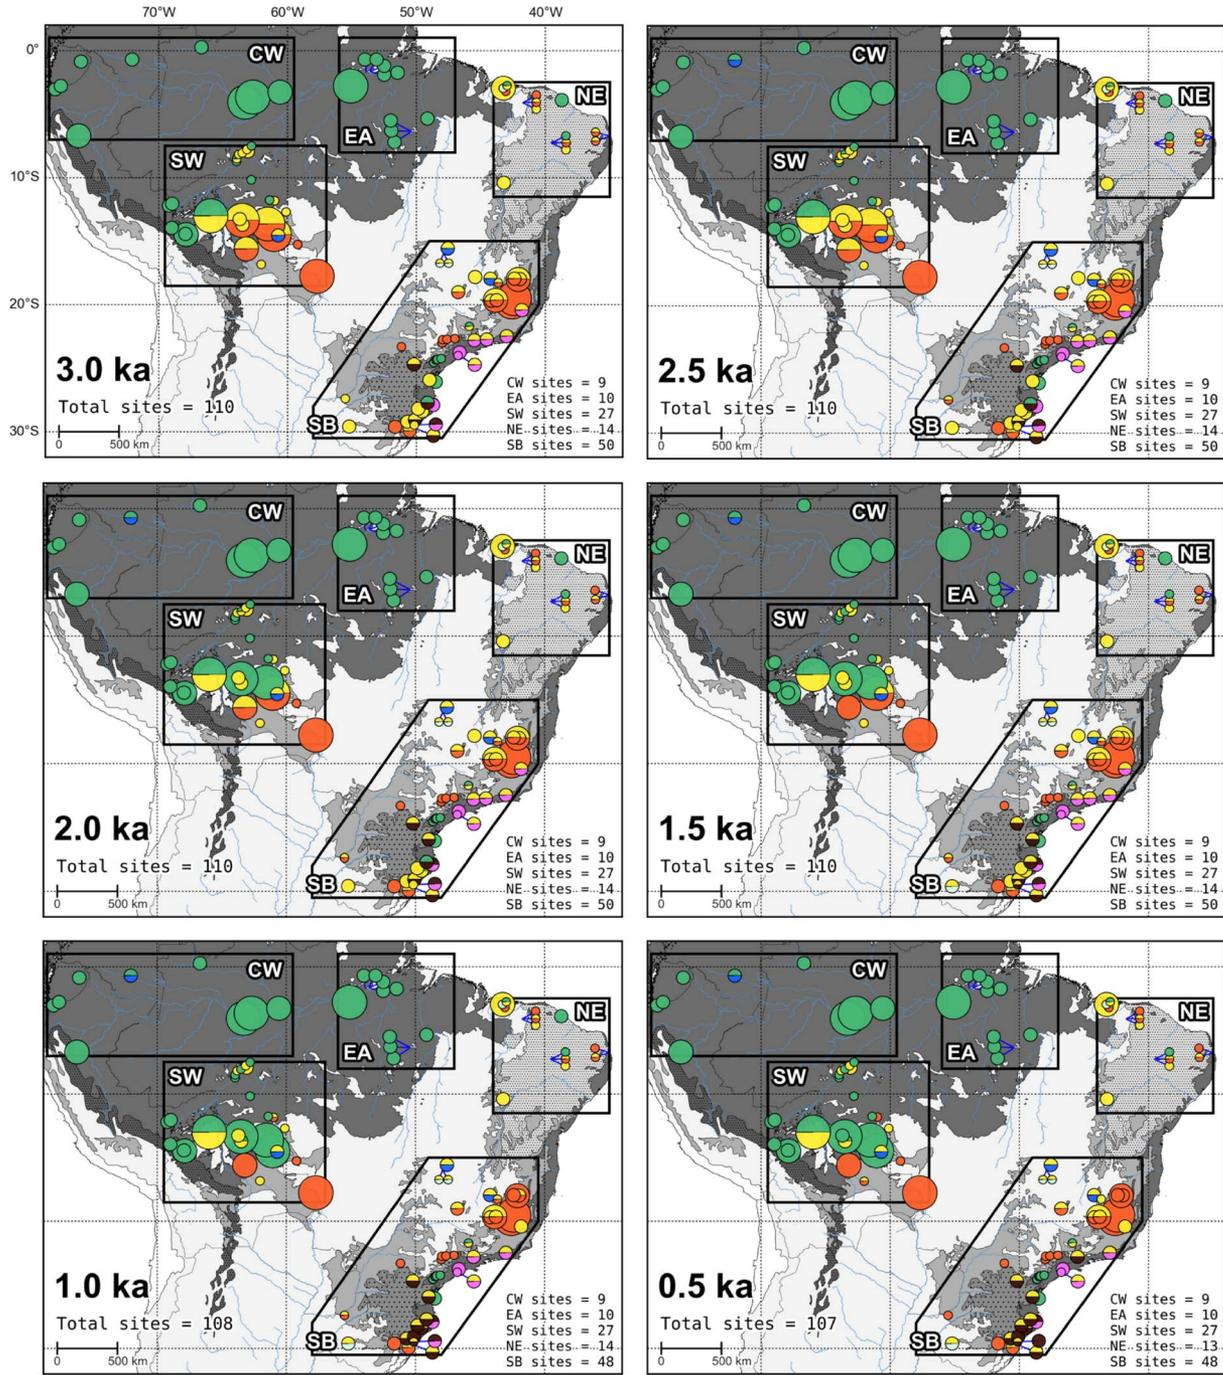 70°W 60°W 50°W 40°W
0°
10°S
20°S
30°S
CW
EA
NE
SW
SB
3.0 ka
Total sites = 110
0 500 km
CW sites = 9
EA sites = 10
SW sites = 27
NE sites = 14
SB sites = 50
CW
EA
NE
SW
SB
2.5 ka
Total sites = 110
0 500 km
CW sites = 9
EA sites = 10
SW sites = 27
NE sites = 14
SB sites = 50
CW
EA
NE
SW
SB
2.0 ka
Total sites = 110
0 500 km
CW sites = 9
EA sites = 10
SW sites = 27
NE sites = 14
SB sites = 50
CW
EA
NE
SW
SB
1.5 ka
Total sites = 110
0 500 km
CW sites = 9
EA sites = 10
SW sites = 27
NE sites = 14
SB sites = 50
CW
EA
NE
SW
SB
1.0 ka
Total sites = 108
0 500 km
CW sites = 9
EA sites = 10
SW sites = 27
NE sites = 14
SB sites = 48
CW
EA
NE
SW
SB
0.5 ka
Total sites = 107
0 500 km
CW sites = 9
EA sites = 10
SW sites = 27
NE sites = 13
SB sites = 48